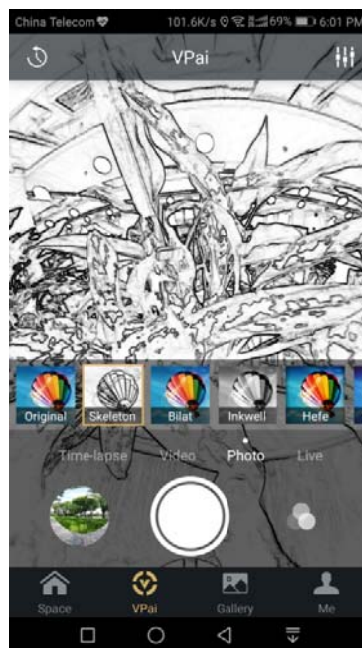 China Telecom 101.6K/s 69% 6:01 PM
VPai
Original Skeleton Bilat Inkwell Hefe
Time-lapse Video Photo Live
Space VPai Gallery Me